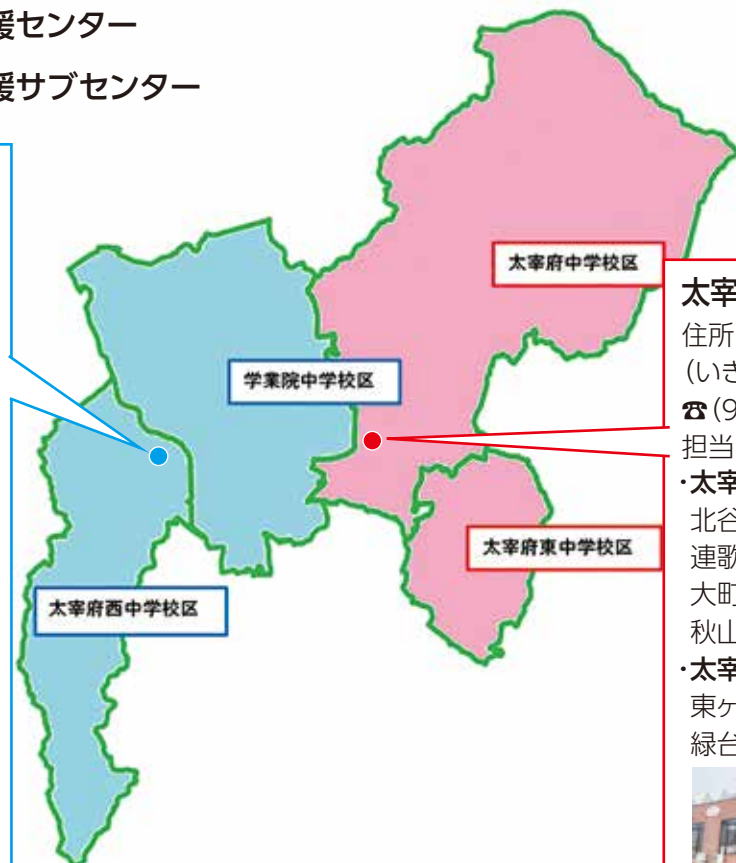 援センター
援サブセンター
太宰府中学校区
学業院中学校区
太宰府東中学校区
太宰府西中学校区
太宰
住所
(いき
☎(9
担当
・太宰
北谷
連歌
大町
秋山
・太宰
東ヶ
緑台